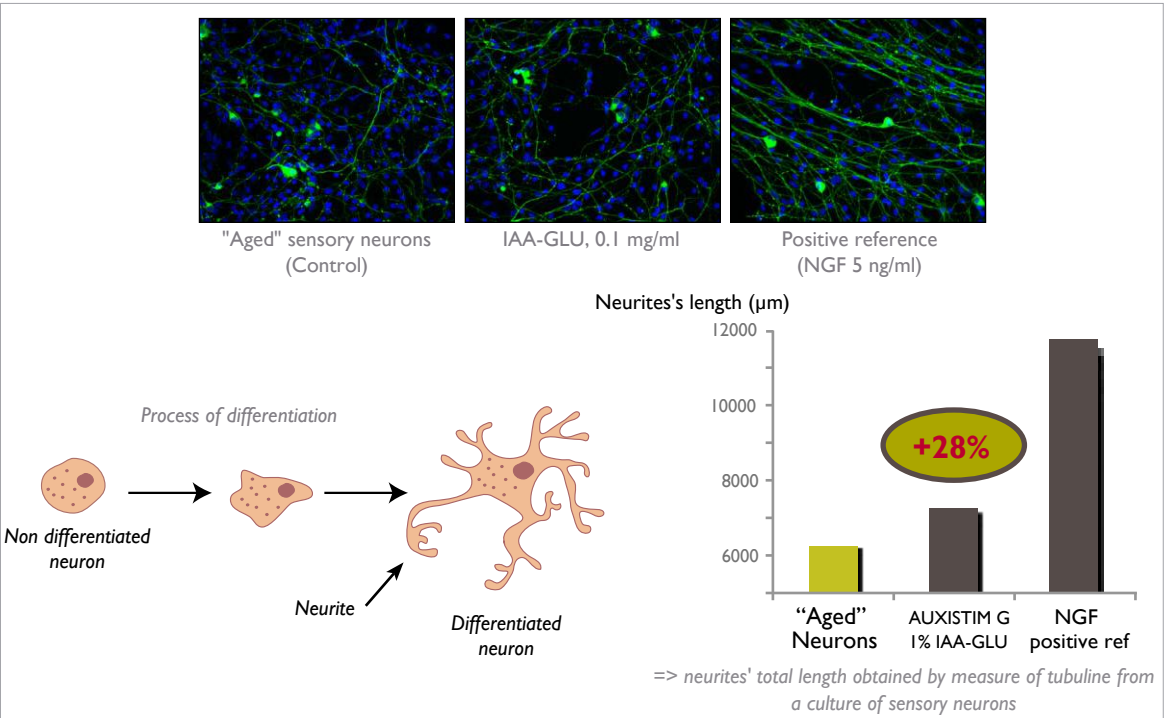 "Aged" sensory neurons
(Control)
IAA-GLU, 0.1 mg/ml
Positive reference
(NGF 5 ng/ml)
Neurites's length (µm)
12000
10000
8000
6000
+28%
“Aged”
Neurons
AUXISTIM G
1% IAA-GLU
NGF
positive ref
=> neurites' total length obtained by measure of tubuline from
a culture of sensory neurons
Process of differentiation
Non differentiated
neuron
Neurite
Differentiated
neuron